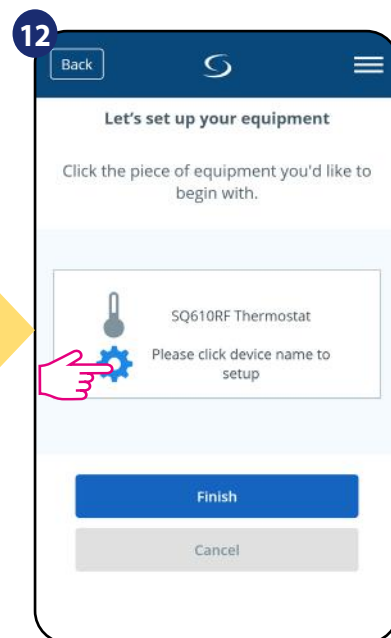 12
Back
Let's set up your equipment
Click the piece of equipment you'd like to
begin with.
SQ610RF Thermostat
Please click device name to
setup
Finish
Cancel